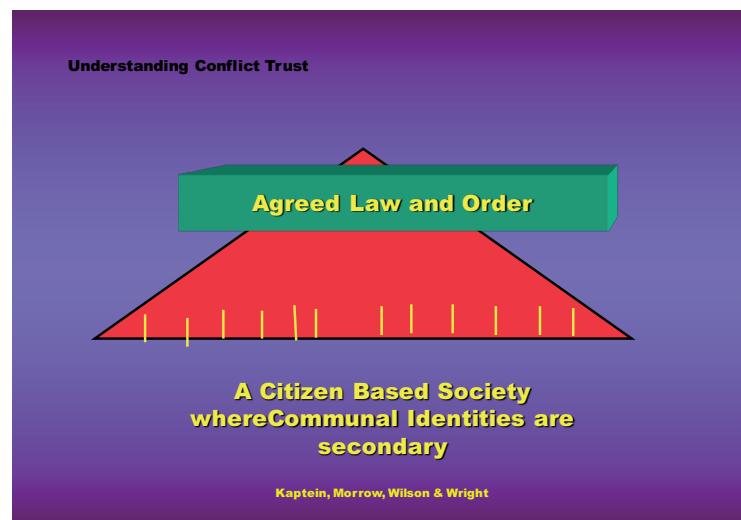 Understanding Conflict Trust
Agreed Law and Order
A Citizen Based Society
whereCommunal Identities are
secondary
Kaptein, Morrow, Wilson & Wright